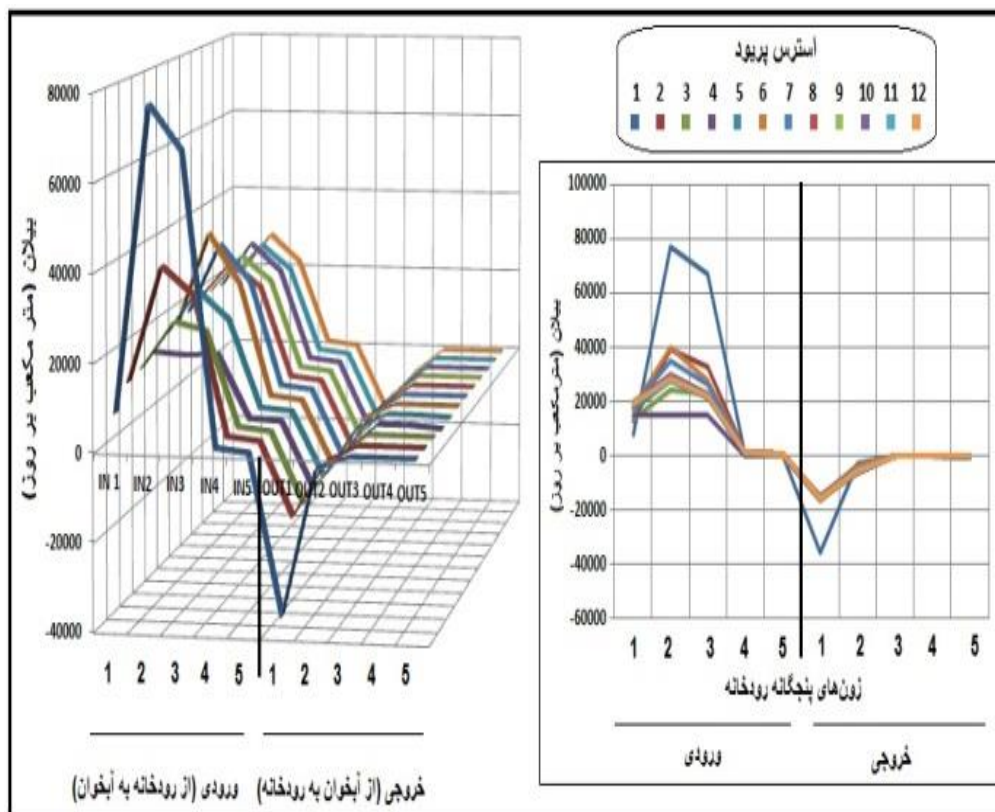 استرس پریود
1 2 3 4 5 6 7 8 9 10 11 12
80000
60000
40000
20000
0
-20000
-40000
بیلان (متر مکعب بر روز)
IN 1 IN2 IN3 IN4 IN5 OUT1 OUT2 OUT3 OUT4 OUT5
1 2 3 4 5 1 2 3 4 5
ورودی (از رودخانه به آبخوان) خروجی (از آبخوان به رودخانه)
100000
80000
60000
40000
20000
0
-20000
-40000
-60000
بیلان (مترمکعب بر روز)
1 2 3 4 5 1 2 3 4 5
زون‌های پنجگانه رودخانه
ورودی خروجی